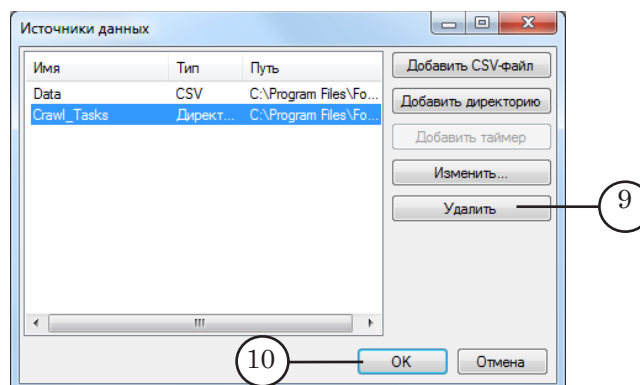 Источники данных
Имя Тип Путь
Data CSV C:\Program Files\Fo...
Crawl_Tasks Директ... C:\Program Files\Fo...
Добавить CSV-файл
Добавить директорию
Добавить таймер
Изменить...
Удалить
9
10
OK
Отмена